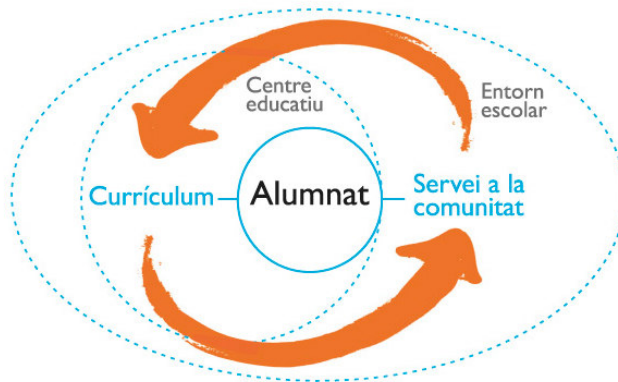 Centre
educatiu
Entorn
escolar
Currículum
Alumnat
Servei a la
comunitat